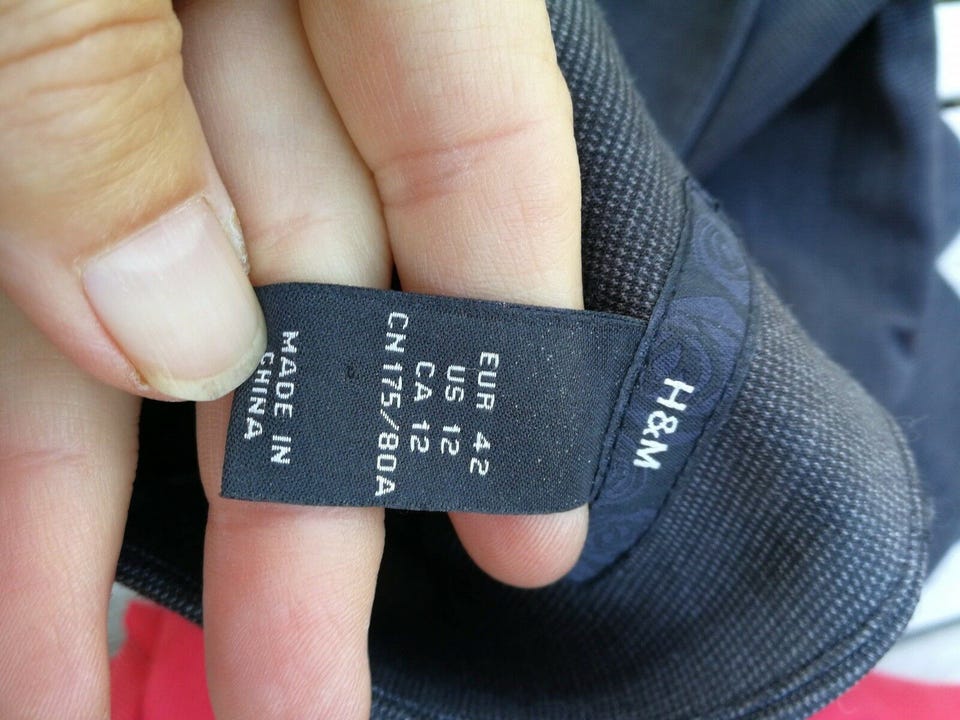 H&M
EUR 42
US 12
CA 12
CN 175/80A
MADE IN
CHINA